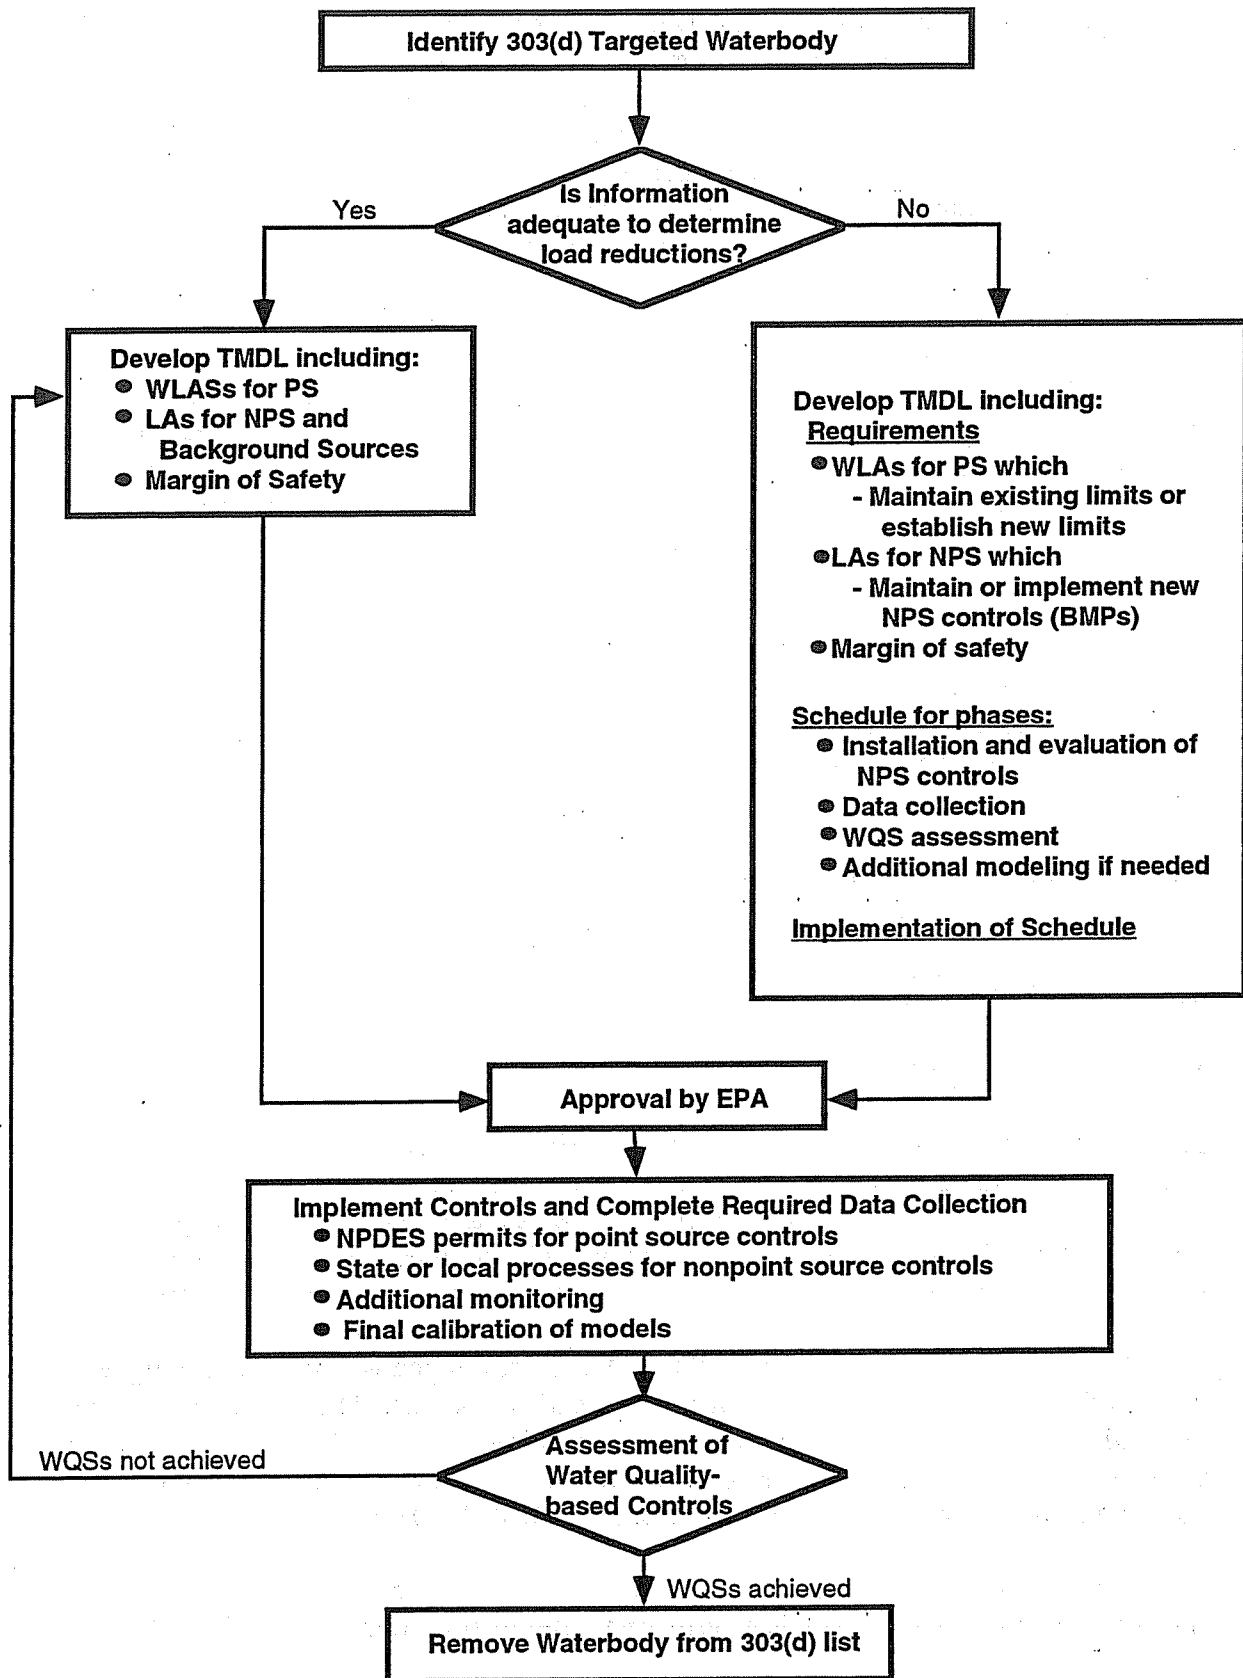 Identify 303(d) Targeted Waterbody
Is Information
adequate to determine
load reductions?
Yes
No
Develop TMDL including:
● WLASs for PS
● LAs for NPS and
Background Sources
● Margin of Safety
Develop TMDL including:
Requirements
● WLAs for PS which
- Maintain existing limits or
establish new limits
● LAs for NPS which
- Maintain or implement new
NPS controls (BMPs)
● Margin of safety
Schedule for phases:
● Installation and evaluation of
NPS controls
● Data collection
● WQS assessment
● Additional modeling if needed
Implementation of Schedule
Approval by EPA
Implement Controls and Complete Required Data Collection
● NPDES permits for point source controls
● State or local processes for nonpoint source controls
● Additional monitoring
● Final calibration of models
Assessment of
Water Quality-
based Controls
WQSs not achieved
WQSs achieved
Remove Waterbody from 303(d) list